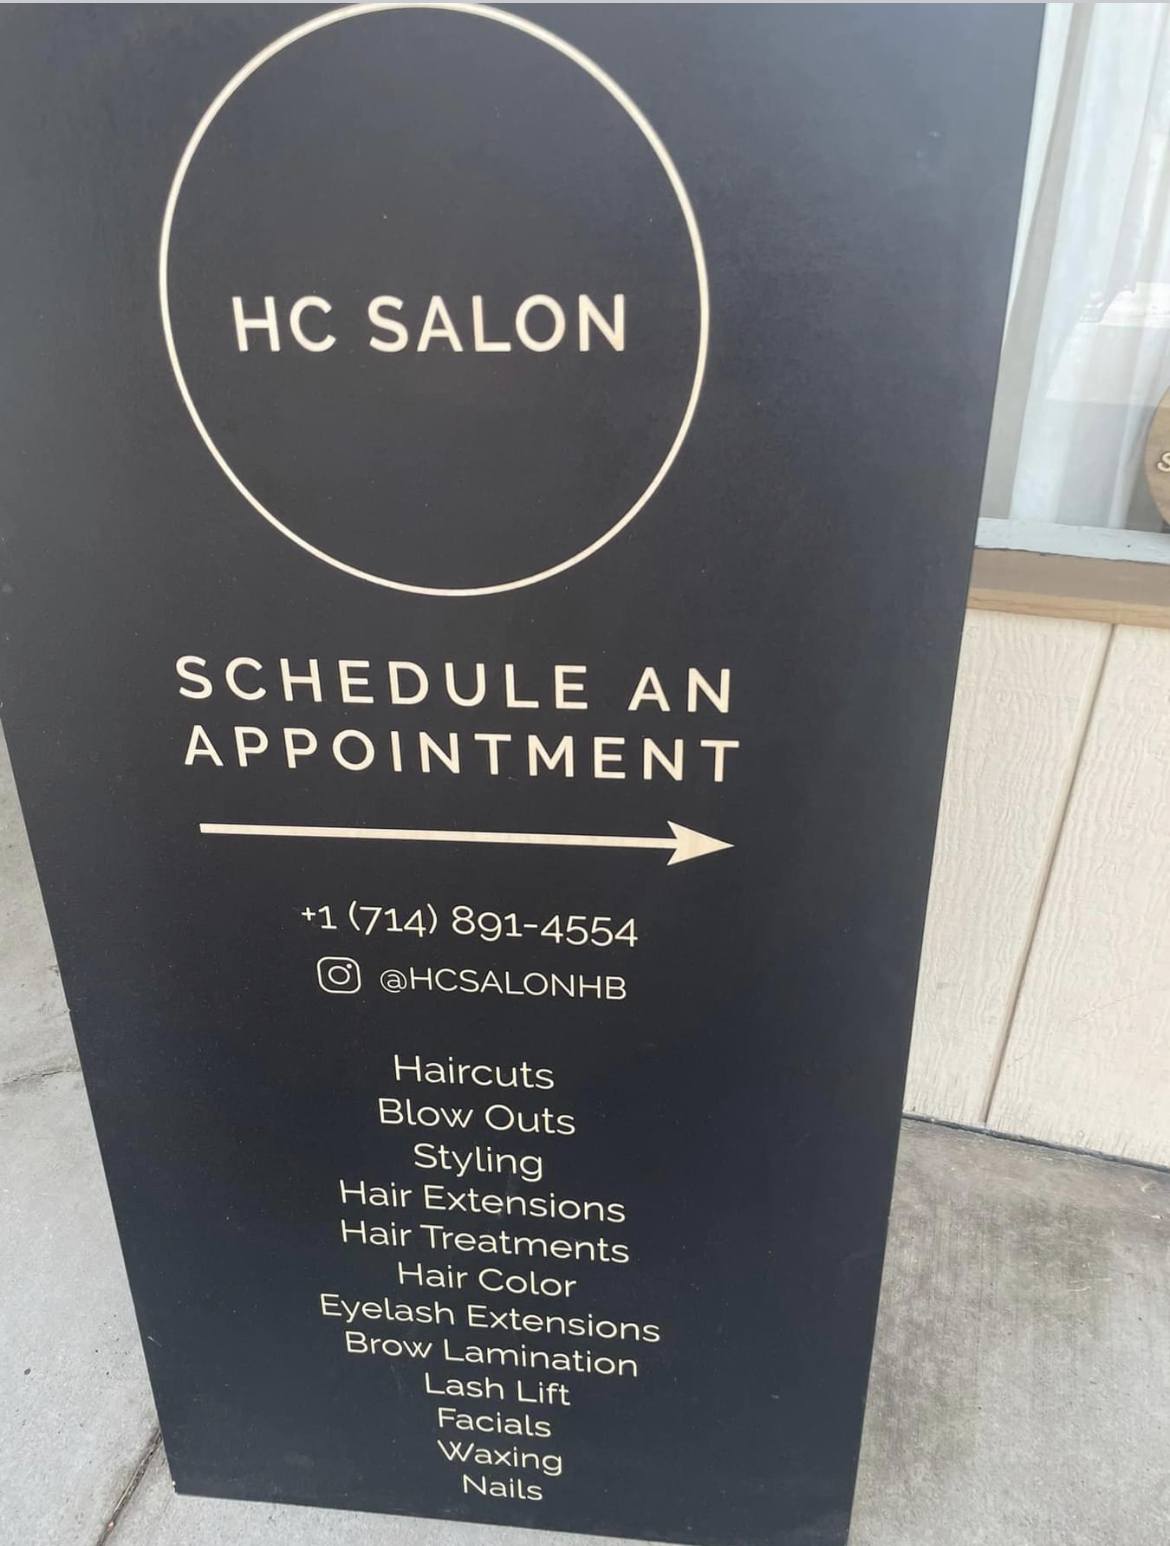 HC SALON
SCHEDULE AN
APPOINTMENT
+1 (714) 891-4554
@HCSALONHB
Haircuts
Blow Outs
Styling
Hair Extensions
Hair Treatments
Hair Color
Eyelash Extensions
Brow Lamination
Lash Lift
Facials
Waxing
Nails